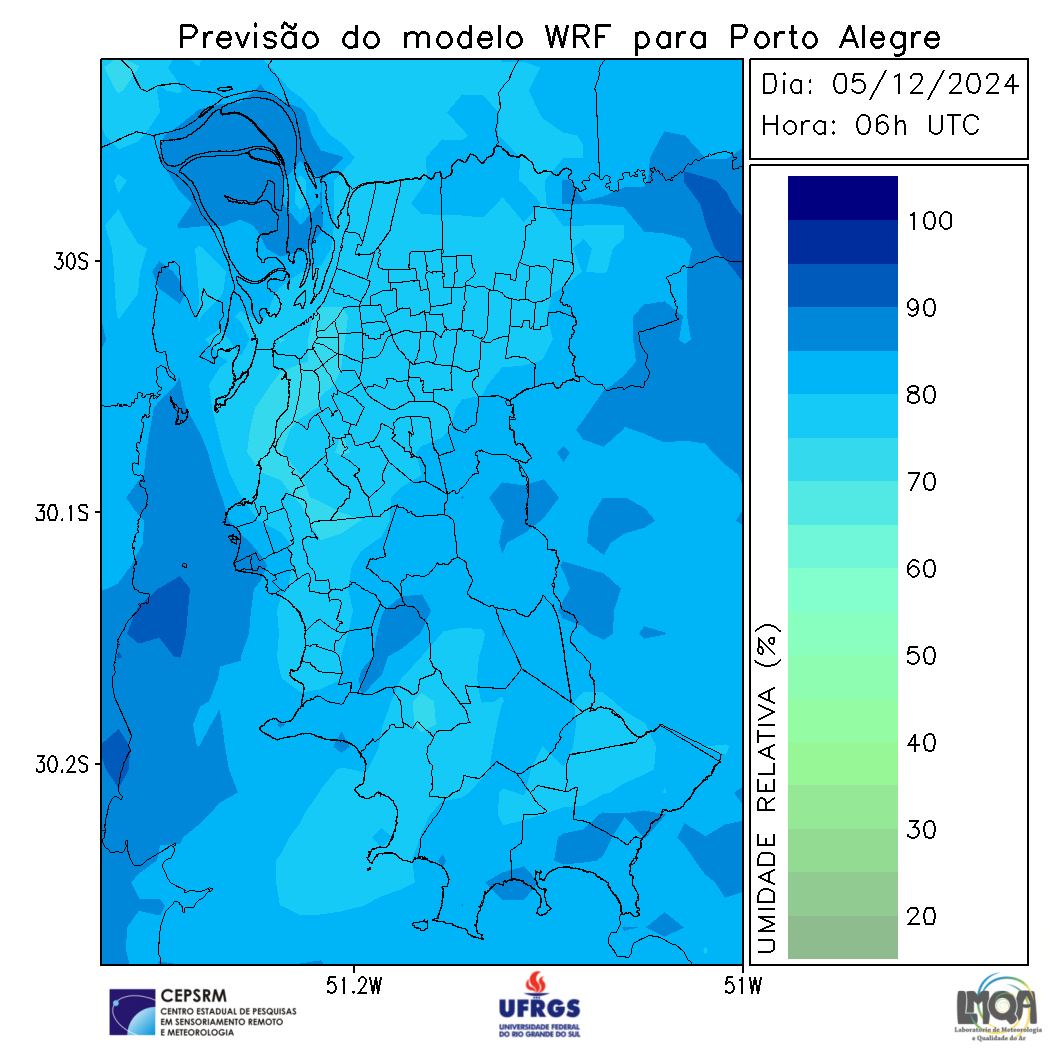 Previsão do modelo WRF para Porto Alegre
Dia: 05/12/2024
Hora: 06h UTC
30S
30.1S
30.2S
51.2W
51W
UMIDADE RELATIVA (%)
100
90
80
70
60
50
40
30
20
CEPSRM
CENTRO ESTADUAL DE PESQUISAS
EM SENSORIAMENTO REMOTO
E METEOROLOGIA
UFRGS
UNIVERSIDADE FEDERAL
DO RIO GRANDE DO SUL
LMQA
Laboratório de Meteorologia
e Qualidade do Ar